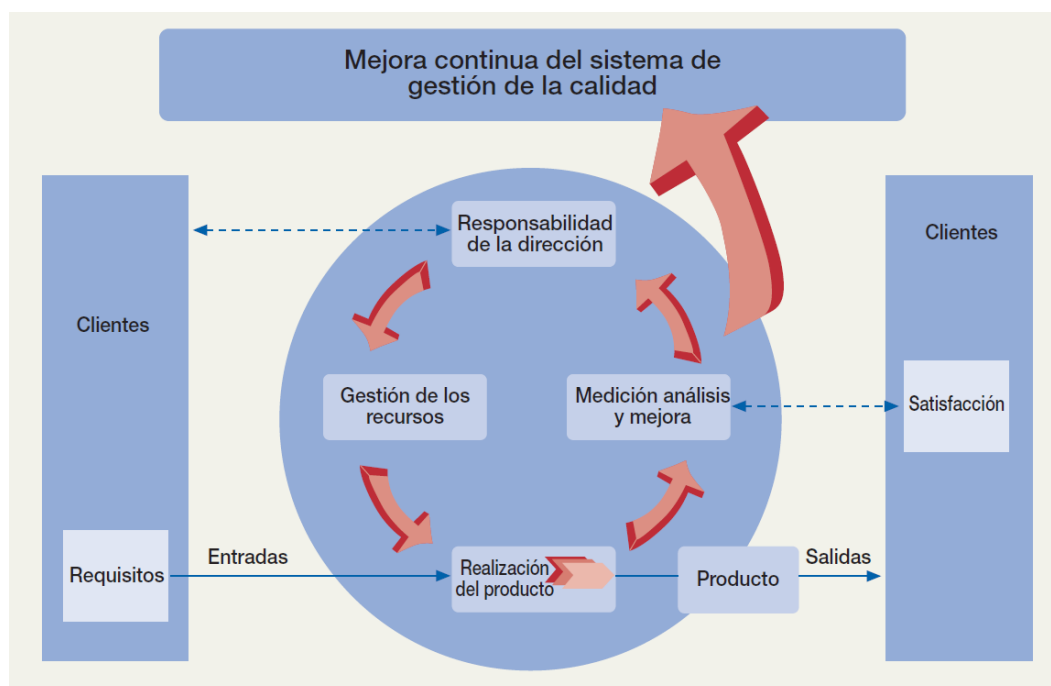 Mejora continua del sistema de
gestión de la calidad
Responsabilidad
de la dirección
Clientes
Clientes
Gestión de los
recursos
Medición análisis
y mejora
Satisfacción
Requisitos
Entradas
Realización
del producto
Producto
Salidas